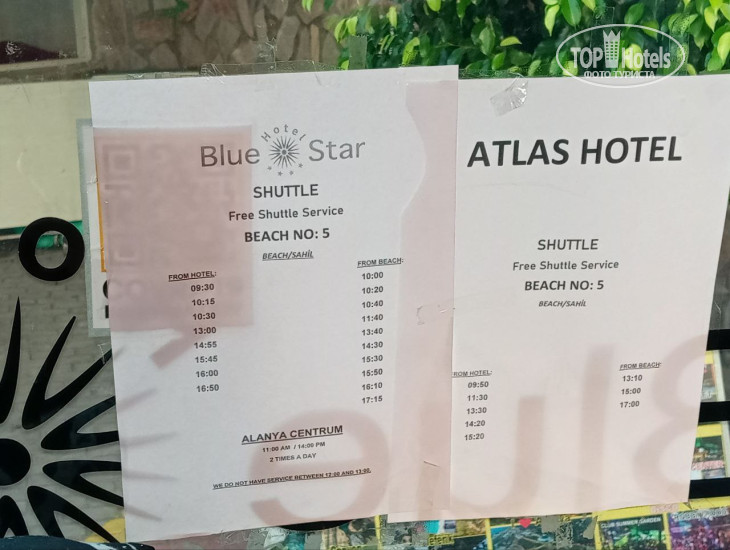 TOP Hotels
ФОТО ТУРИСТА
Hotel
Blue Star
SHUTTLE
Free Shuttle Service
BEACH NO: 5
BEACH/SAHİL
FROM HOTEL:
09:30
10:15
10:30
13:00
14:55
15:45
16:00
16:50
FROM BEACH:
10:00
10:20
10:40
11:40
13:40
14:30
15:30
15:50
16:10
17:15
ALANYA CENTRUM
11:00 AM / 14:00 PM
2 TIMES A DAY
WE DO NOT HAVE SERVICE BETWEEN 12:00 AND 13:00.
ATLAS HOTEL
SHUTTLE
Free Shuttle Service
BEACH NO: 5
BEACH/SAHİL
FROM HOTEL:
09:50
11:30
13:30
14:20
15:20
FROM BEACH:
13:10
15:00
17:00
CLUB SUMMER GARDEN